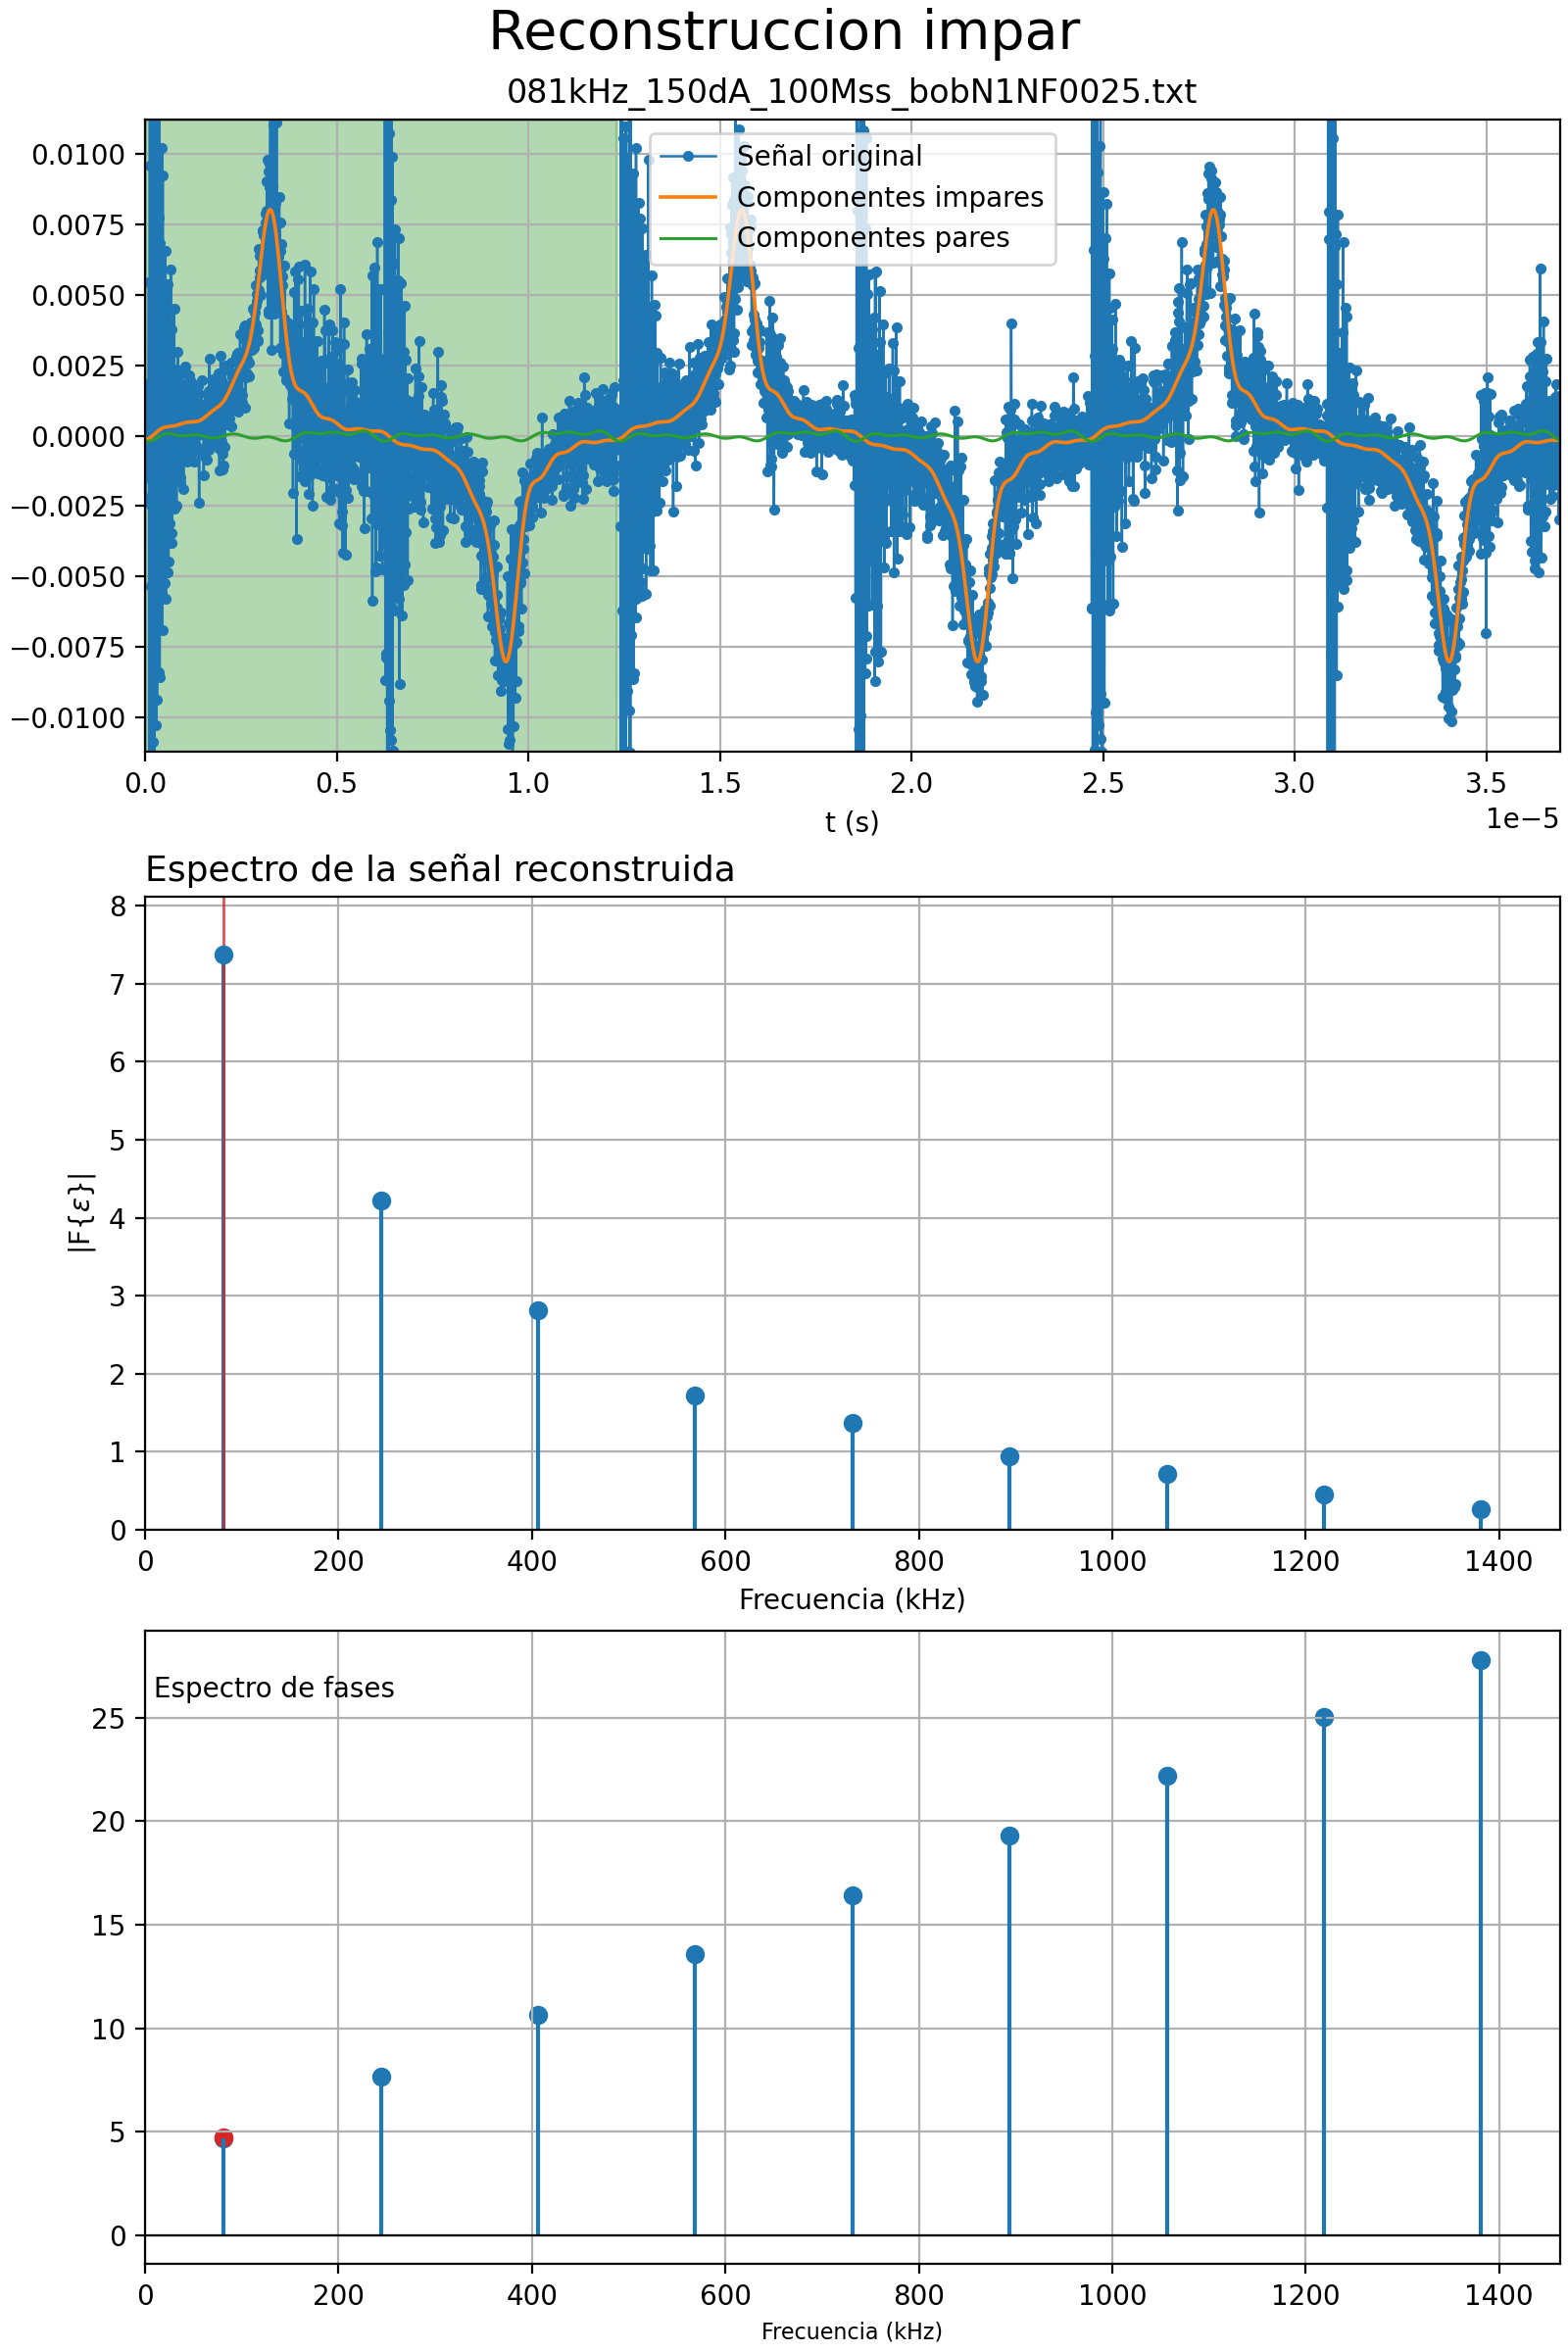 Reconstruccion impar
081kHz_150dA_100Mss_bobN1NF0025.txt
Señal original
Componentes impares
Componentes pares
0.0100
0.0075
0.0050
0.0025
0.0000
−0.0025
−0.0050
−0.0075
−0.0100
0.0 0.5 1.0 1.5 2.0 2.5 3.0 3.5
1e−5
t (s)
Espectro de la señal reconstruida
8
7
6
5
4
3
2
1
0
|F{ε}|
0 200 400 600 800 1000 1200 1400
Frecuencia (kHz)
Espectro de fases
25
20
15
10
5
0
0 200 400 600 800 1000 1200 1400
Frecuencia (kHz)